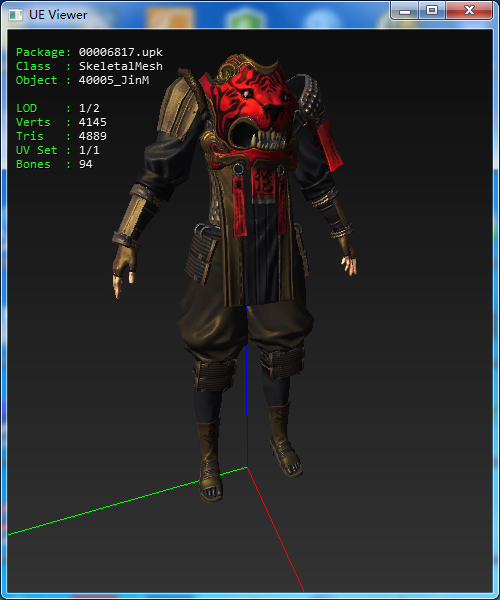 UE Viewer
Package: 00006817.upk
Class : SkeletalMesh
Object : 40005_JinM
LOD : 1/2
Verts : 4145
Tris : 4889
UV Set : 1/1
Bones : 94